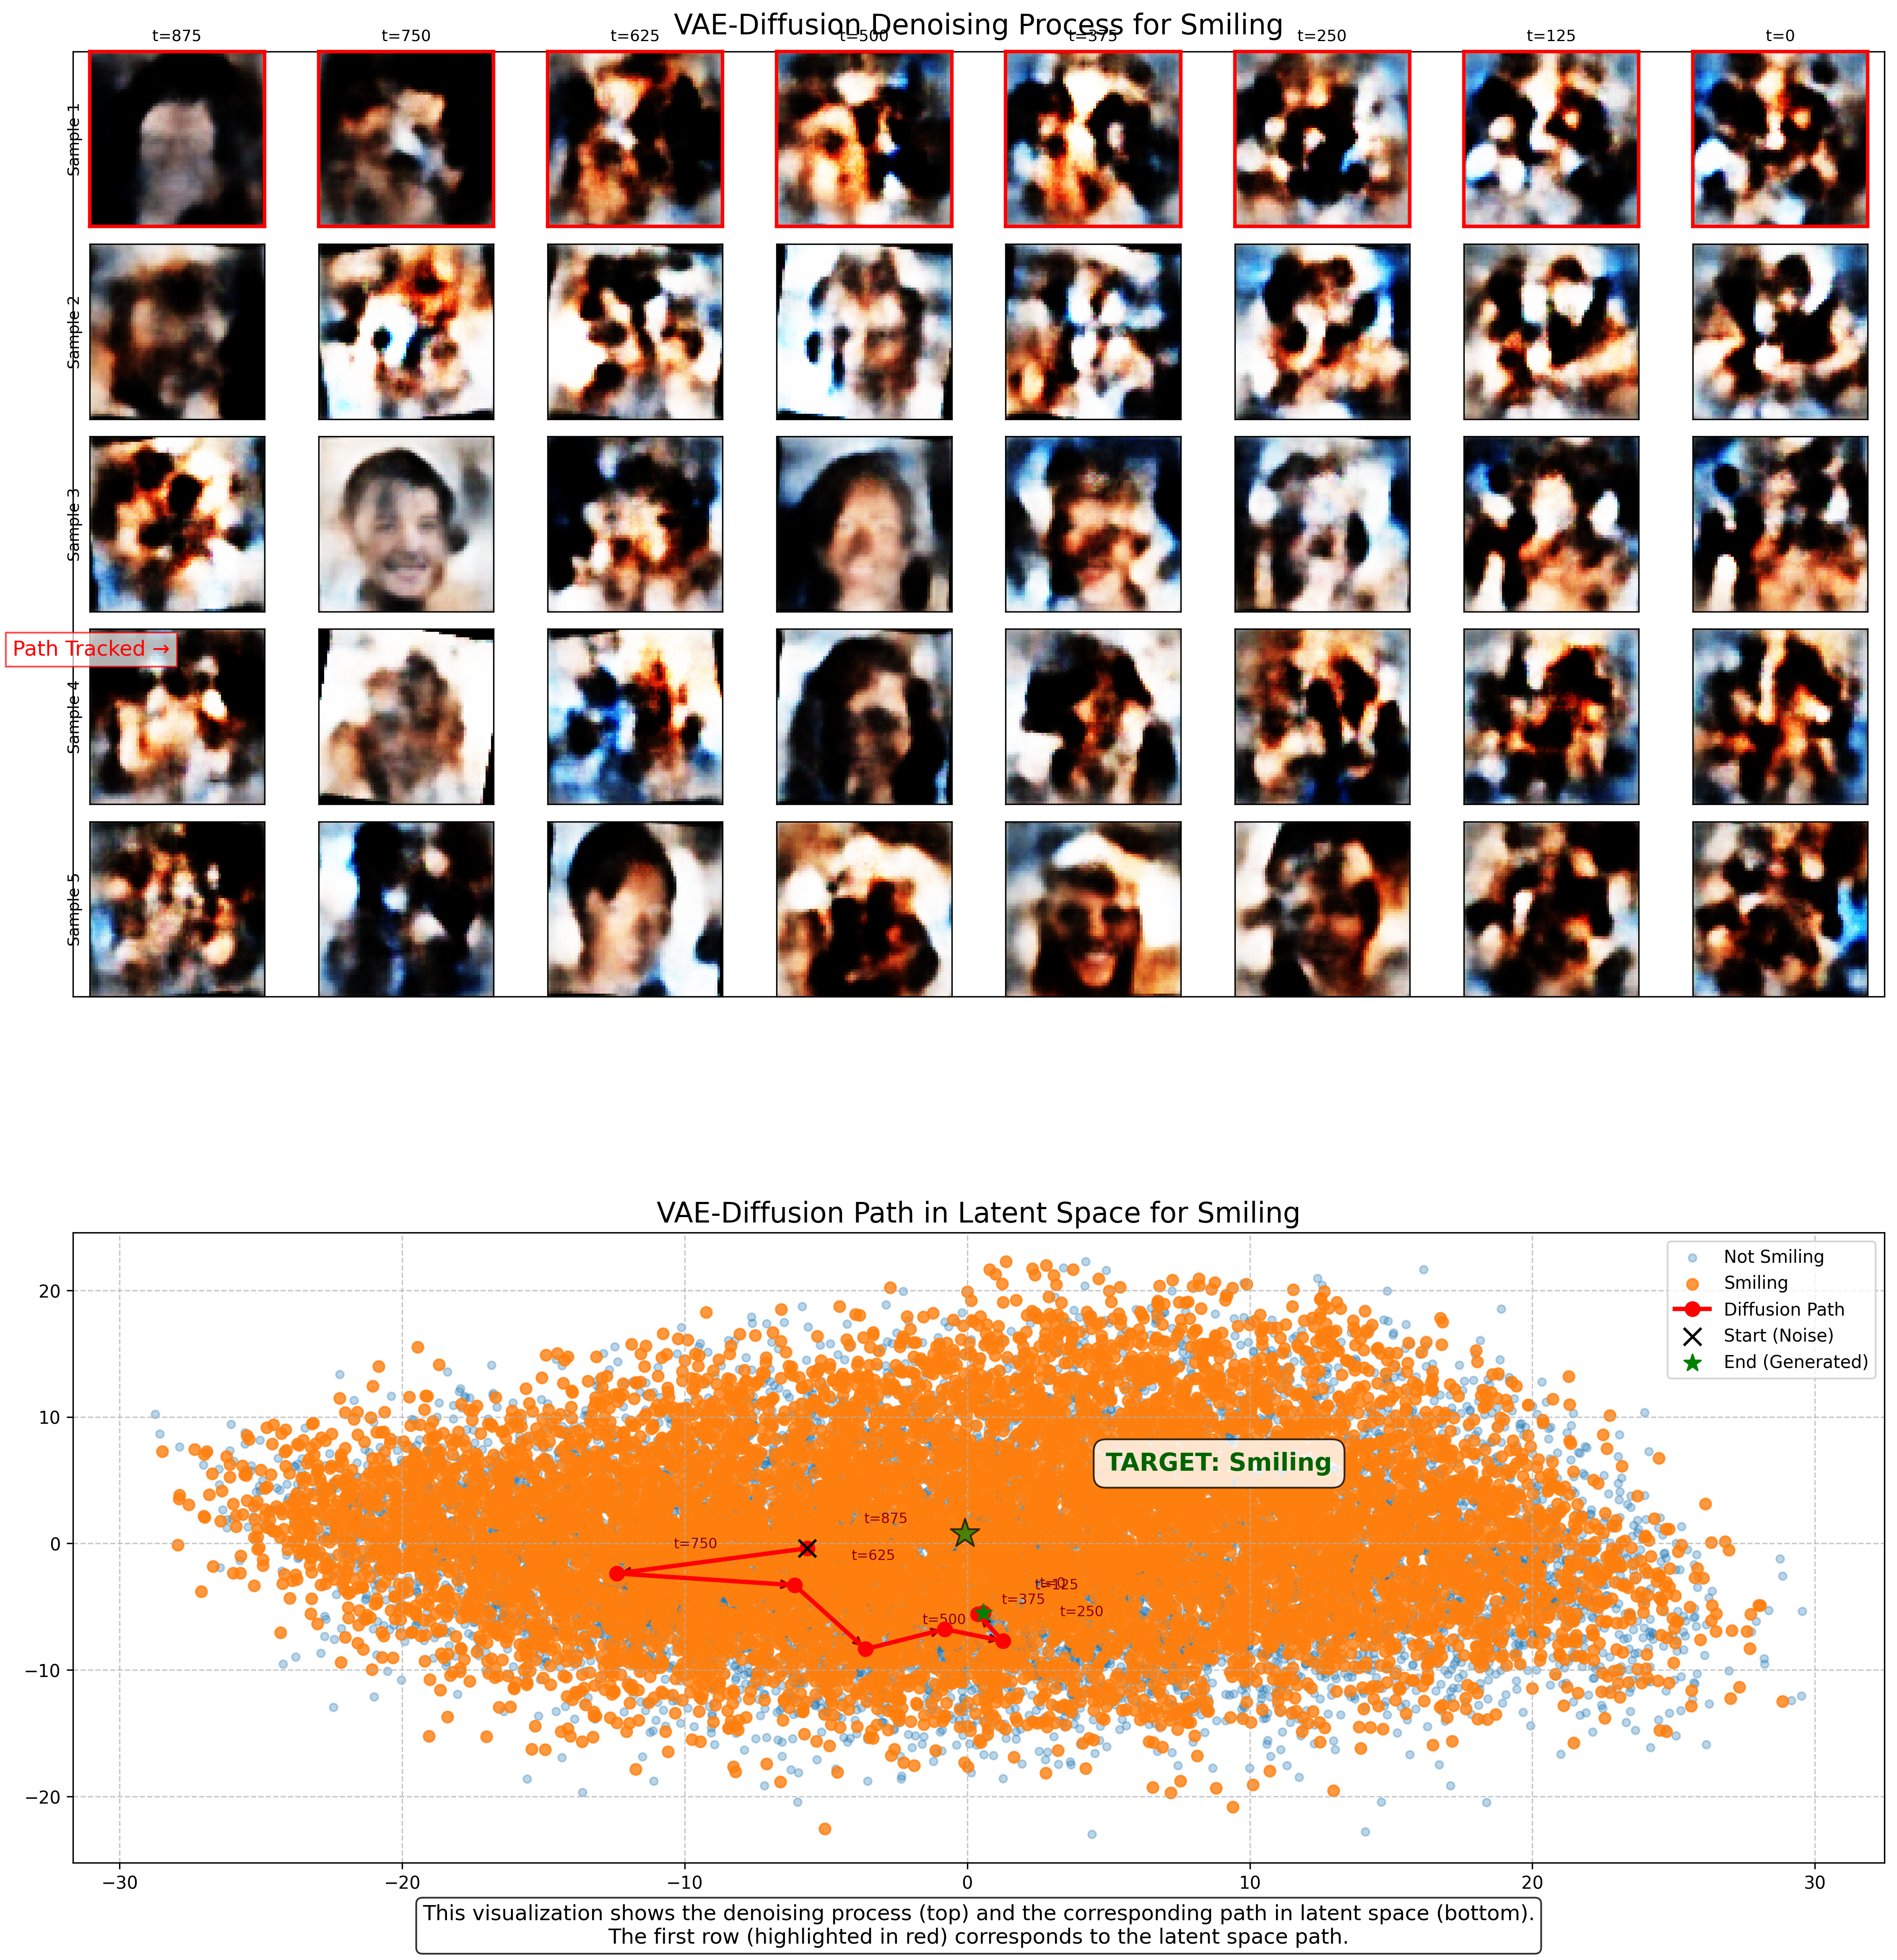 VAE-Diffusion Denoising Process for Smiling
t=875
t=750
t=625
t=500
t=375
t=250
t=125
t=0
Sample 1
Sample 2
Sample 3
Path Tracked →
Sample 4
Sample 5
VAE-Diffusion Path in Latent Space for Smiling
Not Smiling
Smiling
Diffusion Path
Start (Noise)
End (Generated)
TARGET: Smiling
t=875
t=750
t=625
t=0
t=125
t=375
t=250
t=500
20
10
0
−10
−20
−30
−20
−10
0
10
20
30
This visualization shows the denoising process (top) and the corresponding path in latent space (bottom).
The first row (highlighted in red) corresponds to the latent space path.